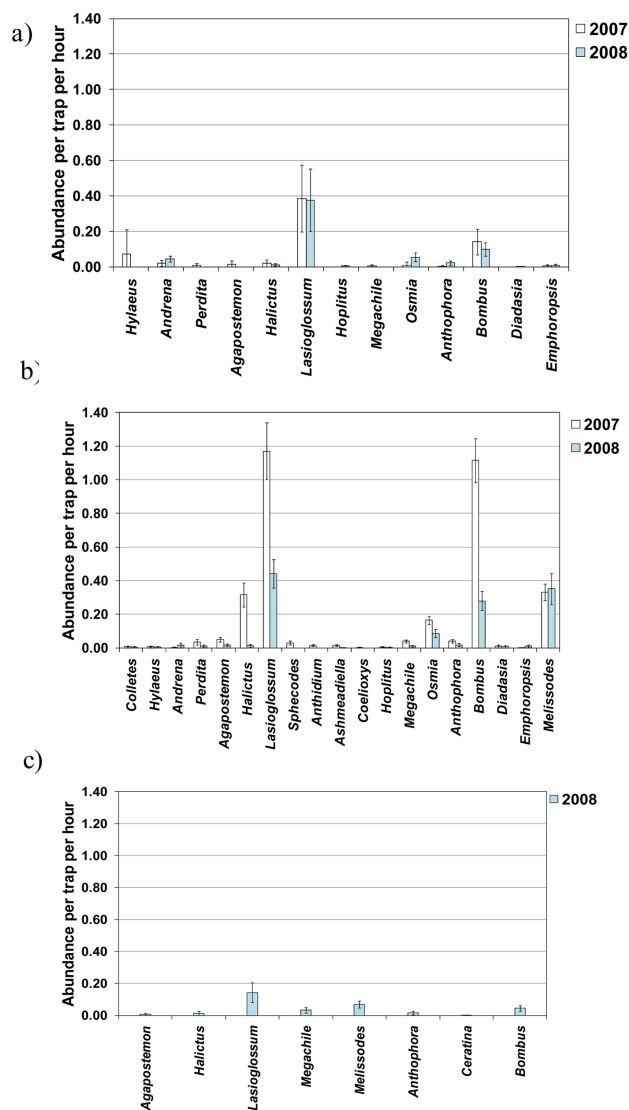 a)
Abundance per trap per hour
1.40
1.20
1.00
0.80
0.60
0.40
0.20
0.00
2007
2008
Hylaeus
Andrena
Perdita
Agapostemon
Halictus
Lasioglossum
Hoplitus
Megachile
Osmia
Anthophora
Bombus
Diadasia
Emphoropsis
b)
Abundance per trap per hour
1.40
1.20
1.00
0.80
0.60
0.40
0.20
0.00
2007
2008
Colletes
Hylaeus
Andrena
Perdita
Agapostemon
Halictus
Lasioglossum
Sphecodes
Anthidium
Ashmeadiella
Coelioxys
Hoplitus
Megachile
Osmia
Anthophora
Bombus
Diadasia
Emphoropsis
Melissodes
c)
Abundance per trap per hour
1.40
1.20
1.00
0.80
0.60
0.40
0.20
0.00
2008
Agapostemon
Halictus
Lasioglossum
Megachile
Melissodes
Anthophora
Ceratina
Bombus